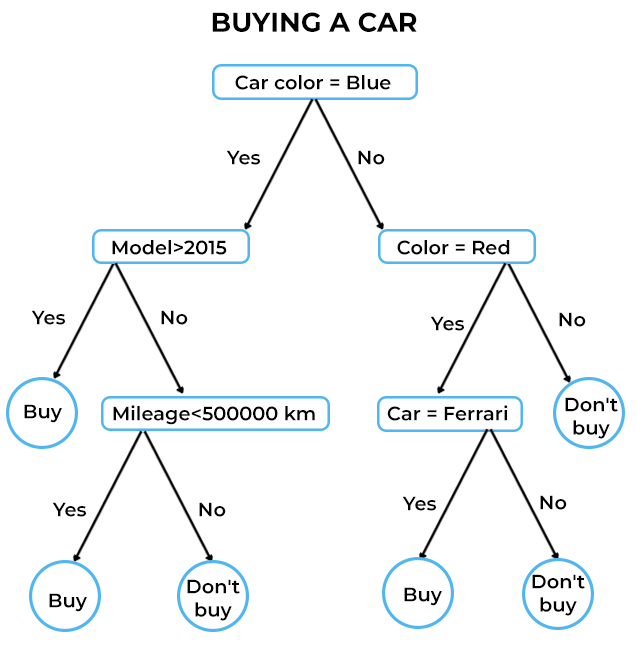 BUYING A CAR
Car color = Blue
Yes
No
Model>2015
Color = Red
Yes
No
Yes
No
Buy
Mileage<500000 km
Car = Ferrari
Don't
buy
Yes
No
Yes
No
Buy
Don't
buy
Buy
Don't
buy